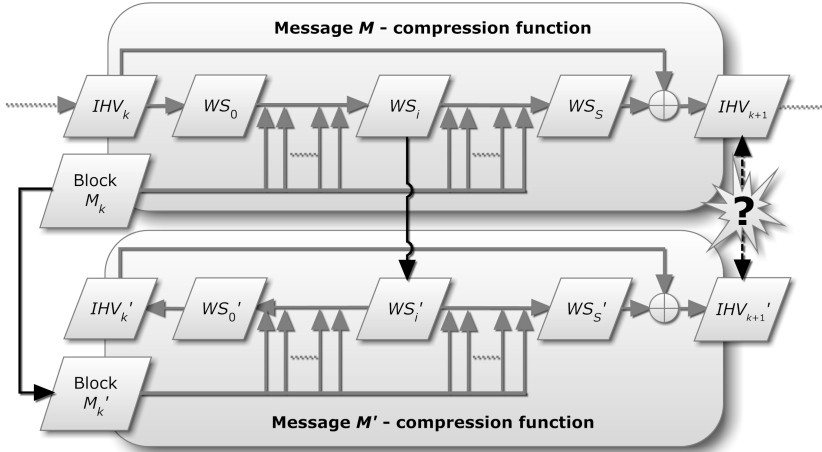 Message M - compression function
IHVk
WS0
WSi
WSS
IHVk+1
Block
Mk
?
IHVk'
WS0'
WSi'
WSS'
IHVk+1'
Block
Mk'
Message M' - compression function